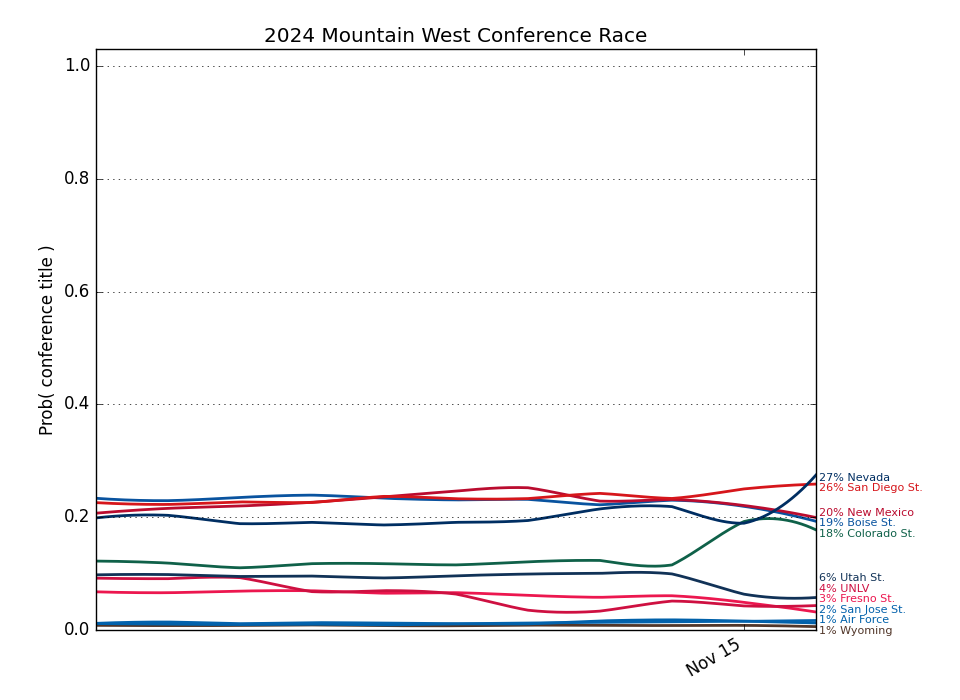 2024 Mountain West Conference Race
1.0
0.8
0.6
0.4
0.2
0.0
Prob( conference title )
Nov 15
27% Nevada
26% San Diego St.
20% New Mexico
19% Boise St.
18% Colorado St.
6% Utah St.
4% UNLV
3% Fresno St.
2% San Jose St.
1% Air Force
1% Wyoming